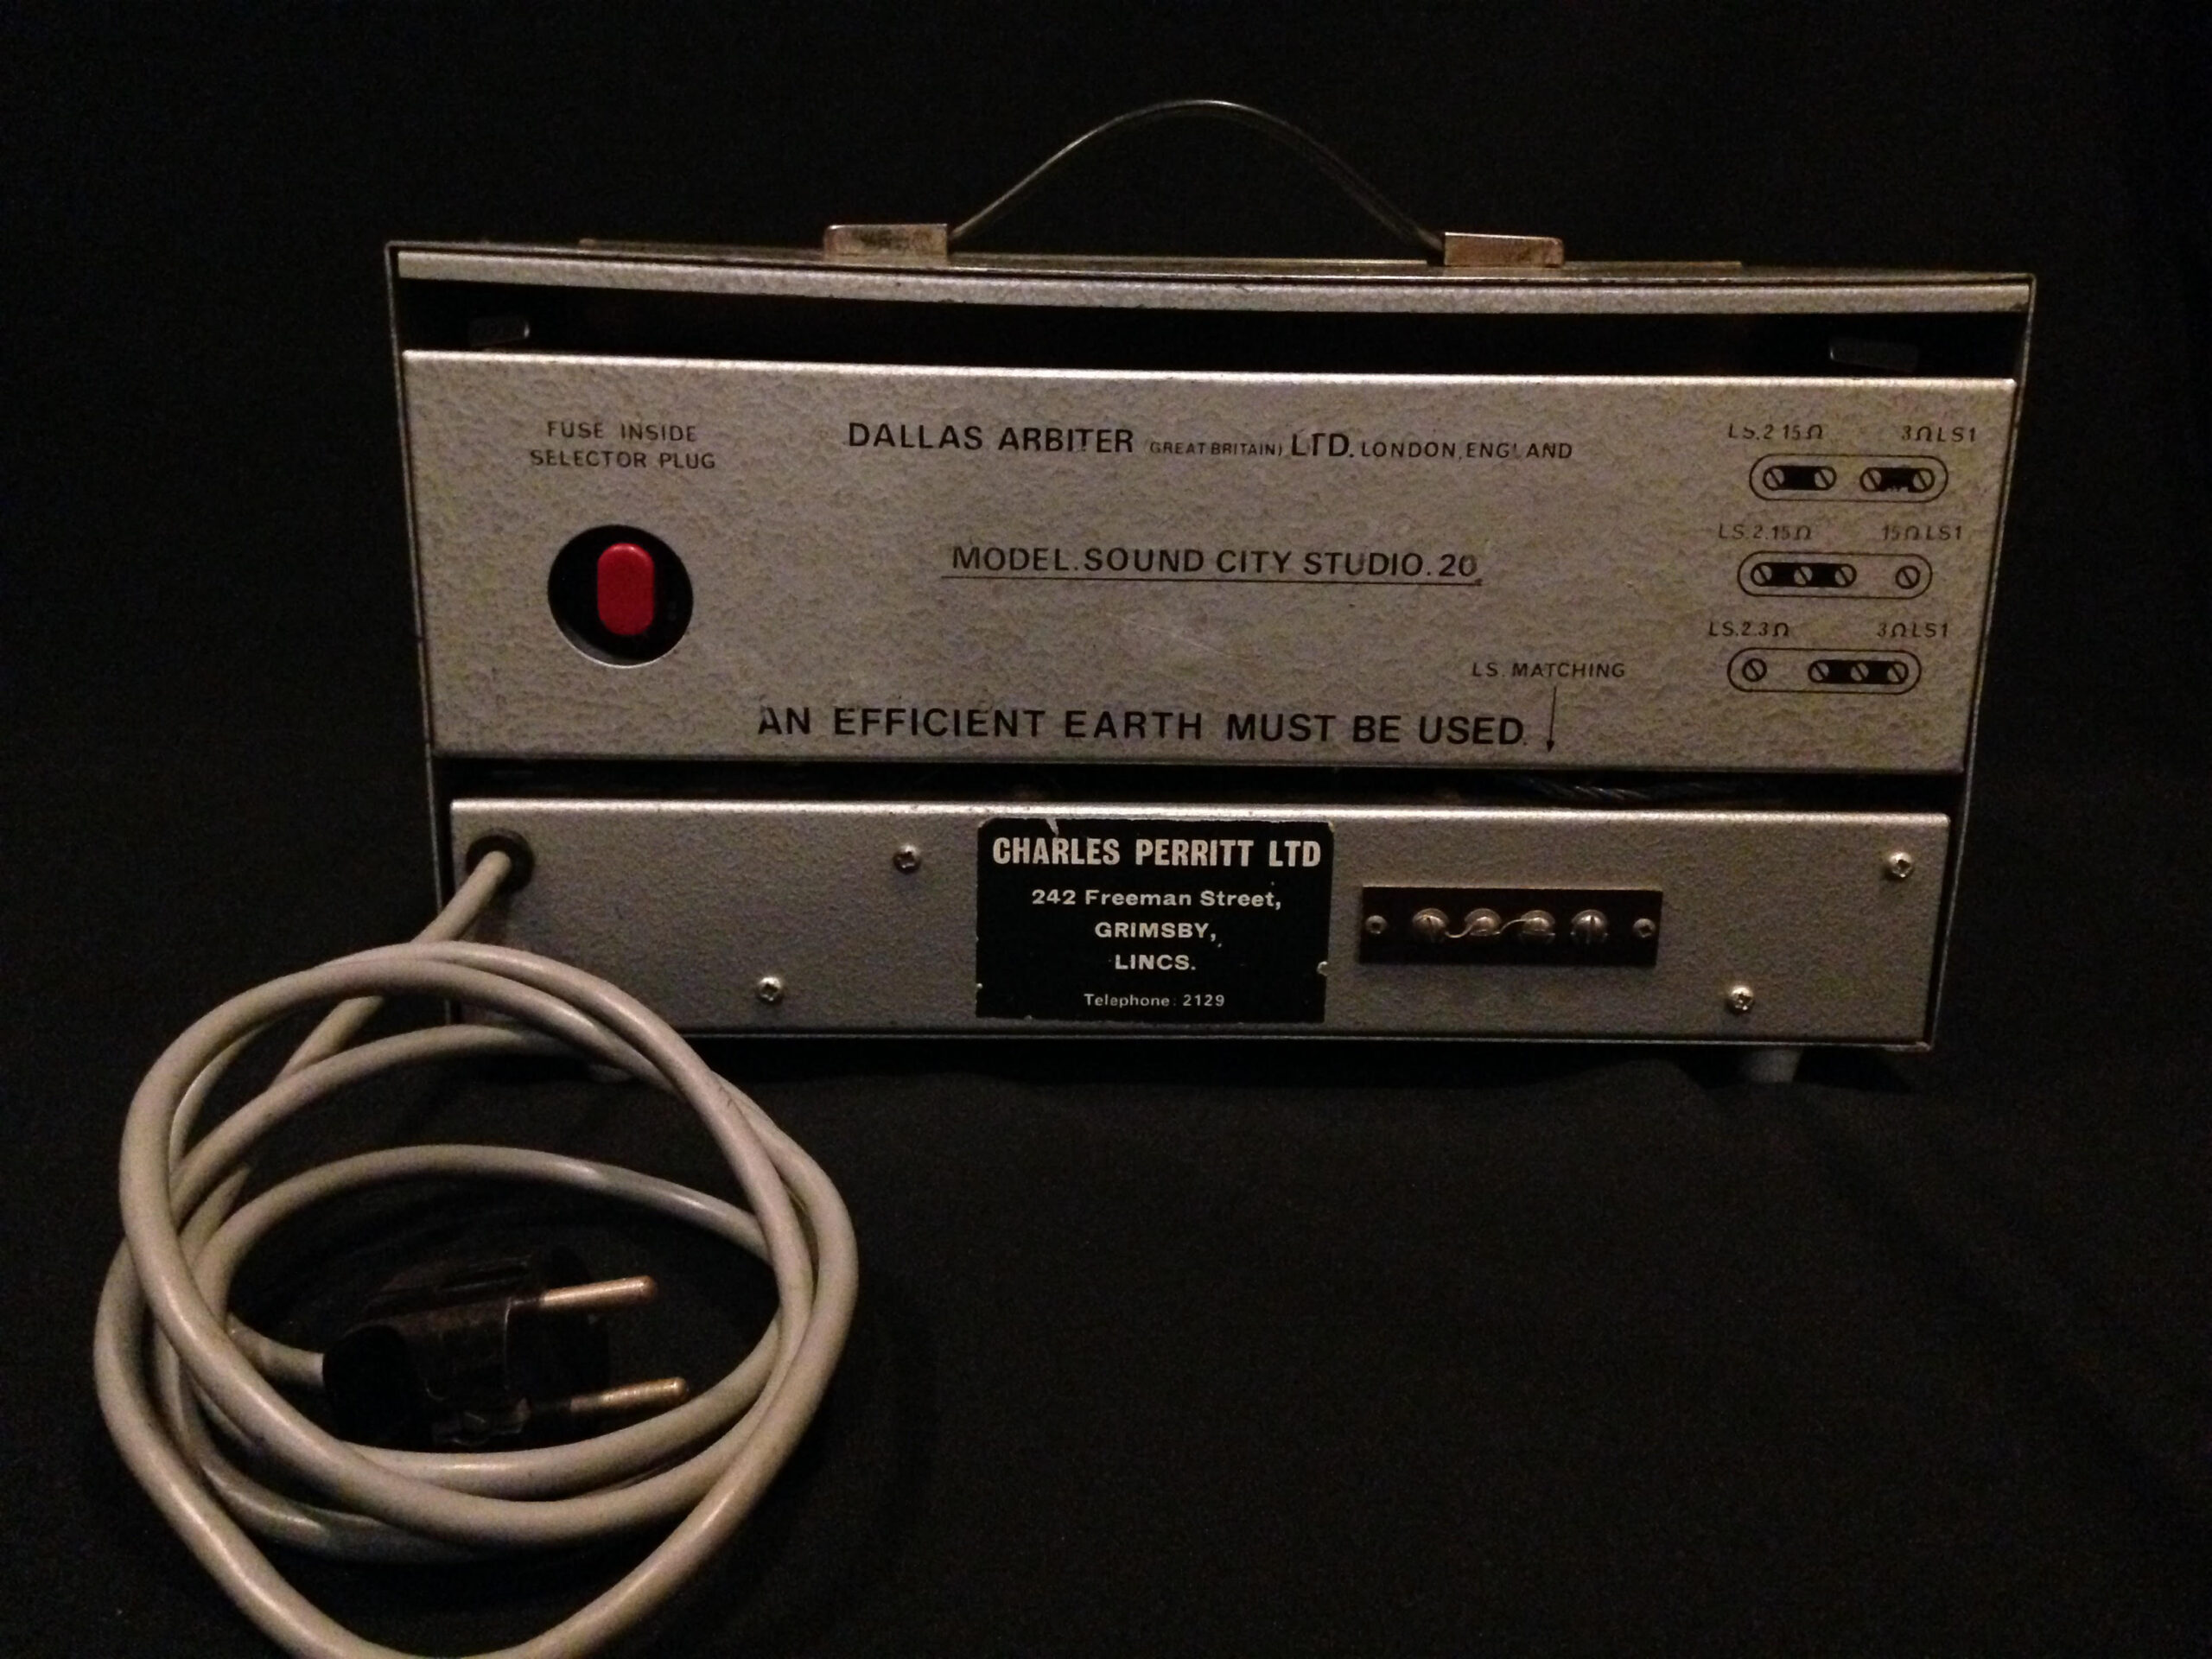 FUSE INSIDE
SELECTOR PLUG
DALLAS ARBITER (GREAT BRITAIN) LTD. LONDON, ENGLAND
MODEL. SOUND CITY STUDIO. 20
LS. MATCHING
AN EFFICIENT EARTH MUST BE USED.
LS.2 15Ω 3Ω LS1
LS.2.15Ω 15Ω LS1
LS.2.3Ω 3Ω LS1
CHARLES PERRITT LTD
242 Freeman Street,
GRIMSBY,
LINCS.
Telephone: 2129